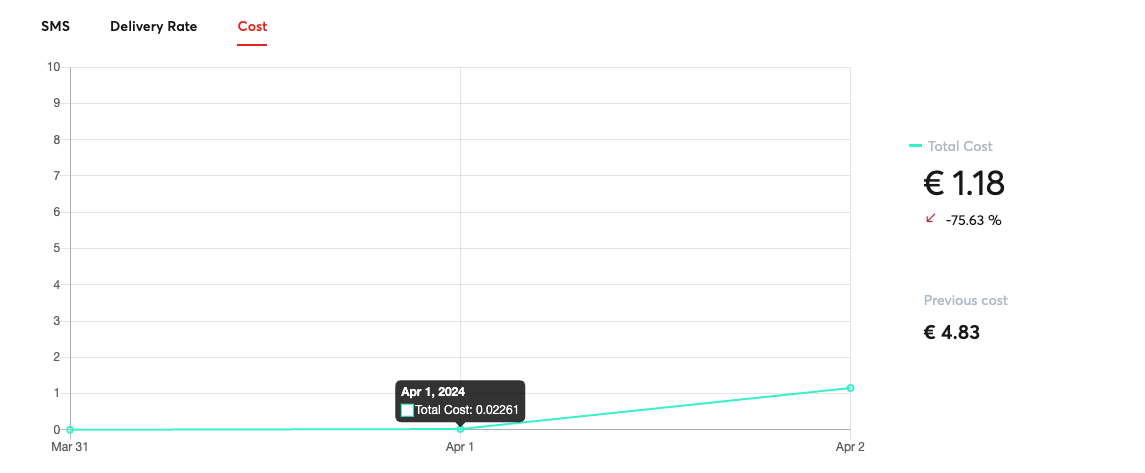 SMS Delivery Rate Cost
10
9
8
7
6
5
4
3
2
1
0
Mar 31 Apr 1 Apr 2
Apr 1, 2024
Total Cost: 0.02261
Total Cost
€ 1.18
-75.63 %
Previous cost
€ 4.83